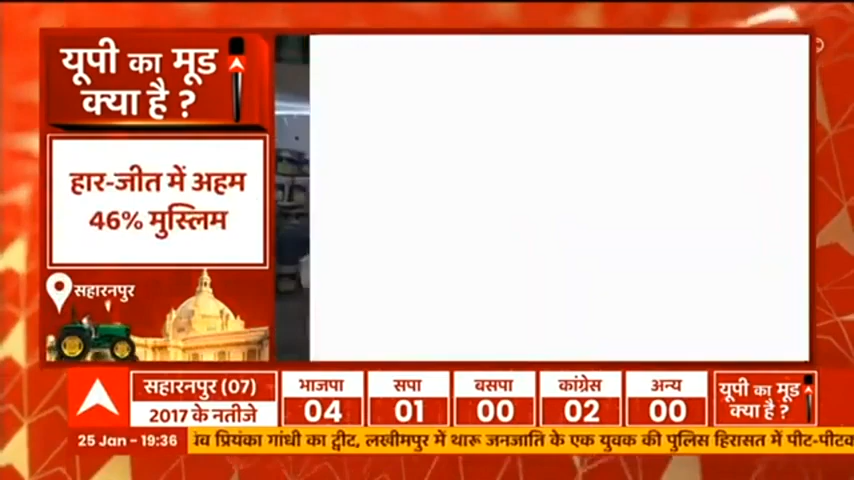 यूपी का मूड
क्या है ?
हार-जीत में अहम
46% मुस्लिम
सहारनपुर
सहारनपुर (07)
2017 के नतीजे
भाजपा
04
सपा
01
बसपा
00
कांग्रेस
02
अन्य
00
यूपी का मूड
क्या है ?
25 Jan - 19:36
प्रियंका गांधी का ट्वीट, लखीमपुर में थारू जनजाति के एक युवक की पुलिस हिरासत में